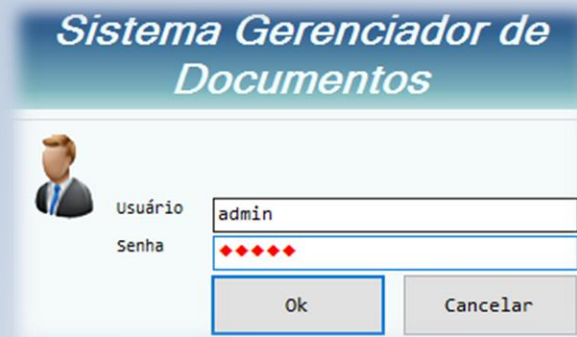 Sistema Gerenciador de
Documentos
Usuário
admin
Senha
♦♦♦♦♦
Ok
Cancelar